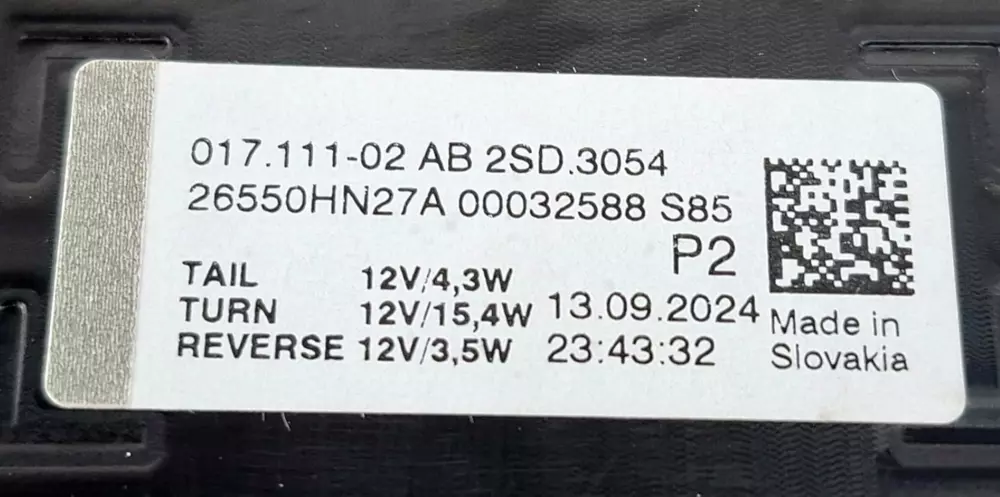 017.111-02 AB 2SD.3054
26550HN27A 00032588 S85
P2
TAIL 12V/4,3W
TURN 12V/15,4W 13.09.2024
REVERSE 12V/3,5W 23:43:32
Made in
Slovakia